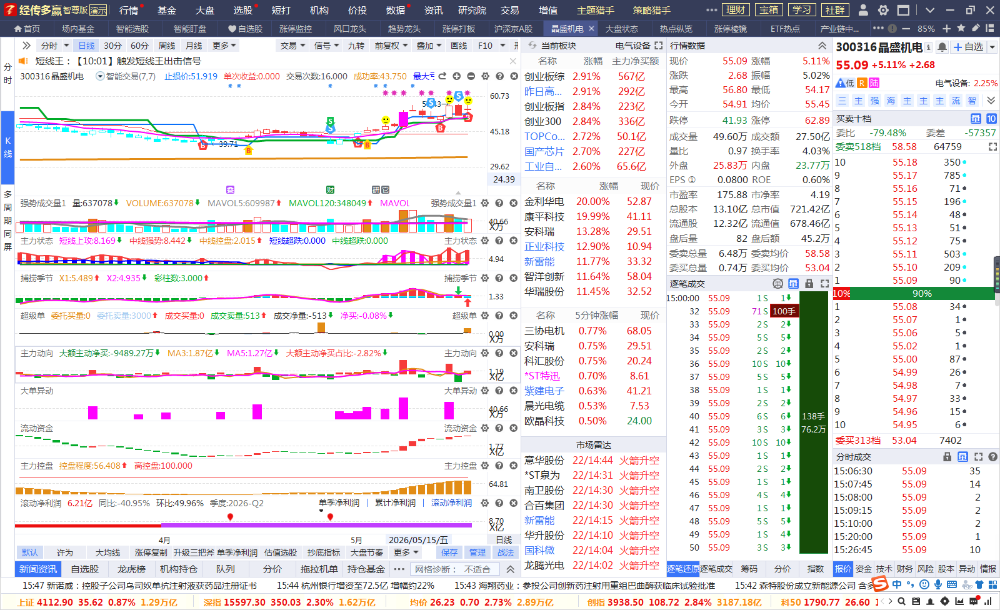 经传多赢 智尊版 演示 行情 基金 大盘 选股 短打 机构 价投 数据 资讯 研究院 交易 增值 主题猎手 策略猎手 理财 宝箱 学习 社群
首页 场内基金 智能选股 智能盯盘 自选股 涨停监控 风口龙头 趋势龙头 涨停打板 沪深京A股 晶盛机电 大盘状态 热点纵览 涨停棱镜 ETF热点 产业链中... 85%
分时 日线 30分 60分 周线 月线 更多 交易 信号 九转 前复权 叠加 画线 F10
短线王：【10:01】触发短线王出击信号
300316 晶盛机电 智能交易(7,7) 止损价:51.919 单次收益:0.000 交易次数:16.000 成功率:43.750 最大亏
分时
K线
多周期同屏
60.73
45.18
39.71
29.62
24.39
强势成交量1 量:637078 VOLUME:637078 MAVOL5:609987 MAVOL120:348049 MAVOL 强势成交量1
40.66
X万
主力状态 短线上攻:8.169 中线强势:8.442 中线控盘:2.015 短线超跌:0.000 中线超跌:0.000 主力状态
4.94
捕捞季节 X1:5.489 X2:4.935 彩柱数:3.000 捕捞季节
1.33
超级单 委托买量:0 委托卖量:3000 成交买量:0 成交卖量:513 成交净量:-513 净买:-0.08% 超级单
0.00
X万
主力动向 大额主动净买:-9489.27万 MA3:1.87亿 MA5:1.27亿 大额主动净买占比:-2.82% 主力动向
1.19
X亿
大单异动 大单异动
40.66
X万
流动资金 流动资金
1.77
X亿
主力控盘 控盘程度:56.408 高控盘:100.000 主力控盘
64.81
滚动净利润 6.21亿 同比:-40.95% 环比:49.96% 季度:2026-Q2 单季净利润 | 累计净利润 | 滚动净利润
8.70
X亿
4月 5月 2026/05/15/五 日线
默认 许为 大均线 涨停复制 升级三把斧 单季净利润 估值选股 抄底指标 大盘节奏 更多 保存 管理 战法
新闻资讯 自选股 龙虎榜 机构持仓 队列 分价 拖拉机单 持仓基金 网格诊断： 不适合
当前板块 电气设备
名称 涨幅 主力净买额
创业板综 2.91% 567亿
昨日高... 2.91% 292亿
创业板指 2.84% 223亿
创业300 2.84% 336亿
TOPCo... 2.72% 50.1亿
国产芯片 2.70% 227亿
工业自... 2.60% 65.6亿
名称 涨幅 现价
金利华电 20.00% 52.87
康平科技 19.99% 41.11
安科瑞 13.28% 29.51
正业科技 12.90% 10.94
新雷能 11.77% 33.32
智洋创新 11.64% 58.04
华瑞股份 11.45% 32.52
名称 5分钟涨幅 现价
三协电机 0.77% 68.05
安科瑞 0.75% 29.51
科汇股份 0.75% 20.24
*ST特迅 0.70% 8.61
紫建电子 0.63% 41.21
晨光电缆 0.53% 7.53
欧晶科技 0.50% 24.00
市场雷达
意华股份 22/14:44 火箭升空
*ST泉为 22/14:31 火箭升空
南卫股份 22/14:30 火箭升空
合百集团 22/14:30 火箭升空
新雷能 22/14:15 火箭升空
华升股份 22/14:10 火箭升空
国科微 22/14:04 火箭升空
龙腾光电 22/14:02 火箭升空
行情数据
现价 55.09 涨幅 5.11%
涨跌 2.68 振幅 5.02%
最高 56.80 最低 54.17
今开 54.91 均价 55.45
跌停 41.93 涨停 62.89
成交量 49.60万 成交额 27.50亿
量比 0.97 换手率 4.03%
外盘 25.83万 内盘 23.77万
EPS 0.0800 ROE 0.60%
市盈率 175.88 市净率 4.19
总股本 13.10亿 总市值 721.42亿
流通股 12.32亿 流通值 678.46亿
盘后量 82 盘后额 45.2万
委卖总量 6.48万 委卖均价 58.58
委买总量 0.74万 委买均价 53.04
逐笔成交
15:00:00 55.09 1 S 1
32 55.09 71 S 100手
33 55.09 2 S 2
34 55.09 5 S 5
35 55.09 2 S 2
36 55.09 10 S 10
37 55.09 5 S 5
38 55.09 1 S 1
39 55.09 2 S 2
40 55.09 6 S 6
41 55.09 3 S 3
42 55.09 10 S 10
43 55.09 1 S 1
44 55.09 2 S 2
45 55.09 1 S 1
46 55.09 4 S 4
47 55.09 1 S 1
48 55.09 5 S 5
49 55.09 1 S 4
50 55.09 3 S 3
138手
76.2万
逐笔还原 逐笔成交 筹码 分价 指数
300316 晶盛机电 自选
55.09 +5.11% +2.68
低 R 陆 电气设备: 2.25%
三 主 强 海 主 主 主 流 智
买卖十档 量 10
委比 -79.48% 委差 -57357
委卖518档 58.58 64759
10 55.18 350
9 55.17 785
8 55.16 71
7 55.15 196
6 55.14 48
5 55.13 51
4 55.12 75
3 55.11 503
2 55.10 209
1 55.09 90
10% 90%
1 55.08 34
2 55.07 1
3 55.06 5
4 55.02 1
5 55.00 87
6 54.99 26
7 54.98 7
8 54.97 33
9 54.96 15
10 54.95 6
委买313档 53.04 7402
分时成交
15:06:30 55.09 35
15:07:45 55.09 14
15:08:00 55.09 2
15:09:15 55.09 2
15:10:00 55.09 2
15:20:00 55.09 1
15:26:45 55.09 10
报价 资金 技术 财务 风险 股本 异动 情报
15:47 新诺威：控股子公司乌司奴单抗注射液获药品注册证书 15:44 杭州银行增资至72.5亿 增幅约22% 15:43 海翔药业：参投公司创新药注射用重组巴曲酶获临床试验批准 15:42 森特股份成立新能源公司 含多
上证 4112.90 35.62 0.87% 1.29万亿 深指 15597.30 350.03 2.30% 1.62万亿 均价 26.23 0.70 2.73% 2.89万亿 创指 3938.50 108.72 2.84% 3187.18亿 科50 1790.77 26.60 1